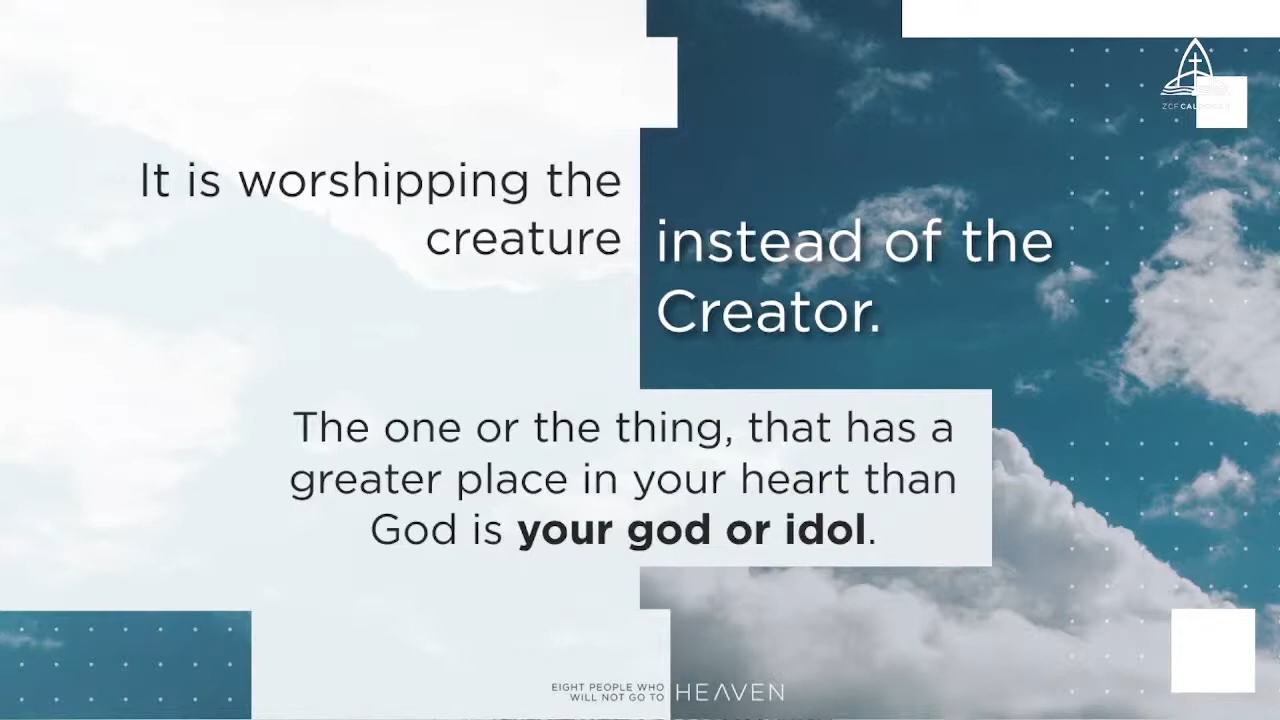 It is worshipping the
creature
instead of the
Creator.
The one or the thing, that has a
greater place in your heart than
God is your god or idol.
EIGHT PEOPLE WHO
WILL NOT GO TO
HEAVEN